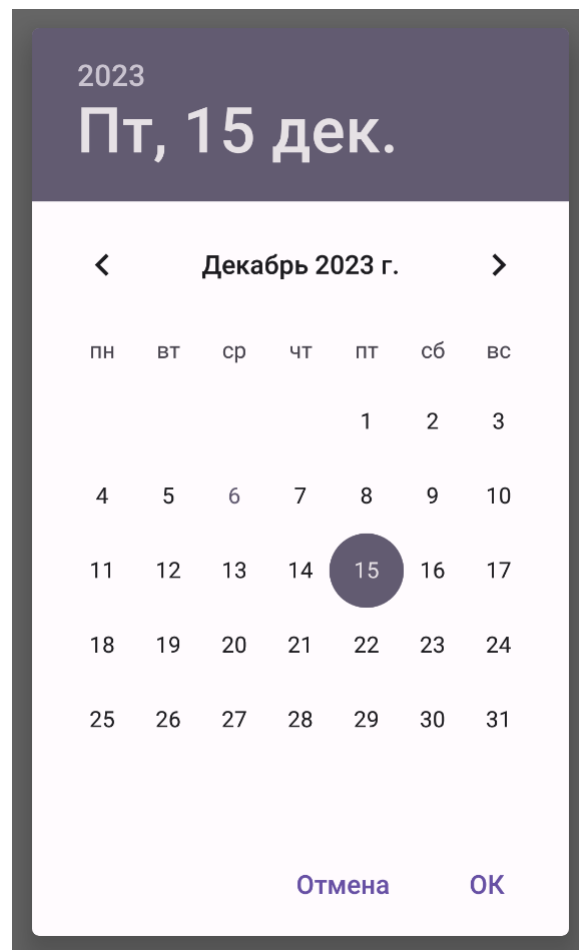 2023
Пт, 15 дек.
Декабрь 2023 г.
пн вт ср чт пт сб вс
1 2 3
4 5 6 7 8 9 10
11 12 13 14 15 16 17
18 19 20 21 22 23 24
25 26 27 28 29 30 31
Отмена ОК